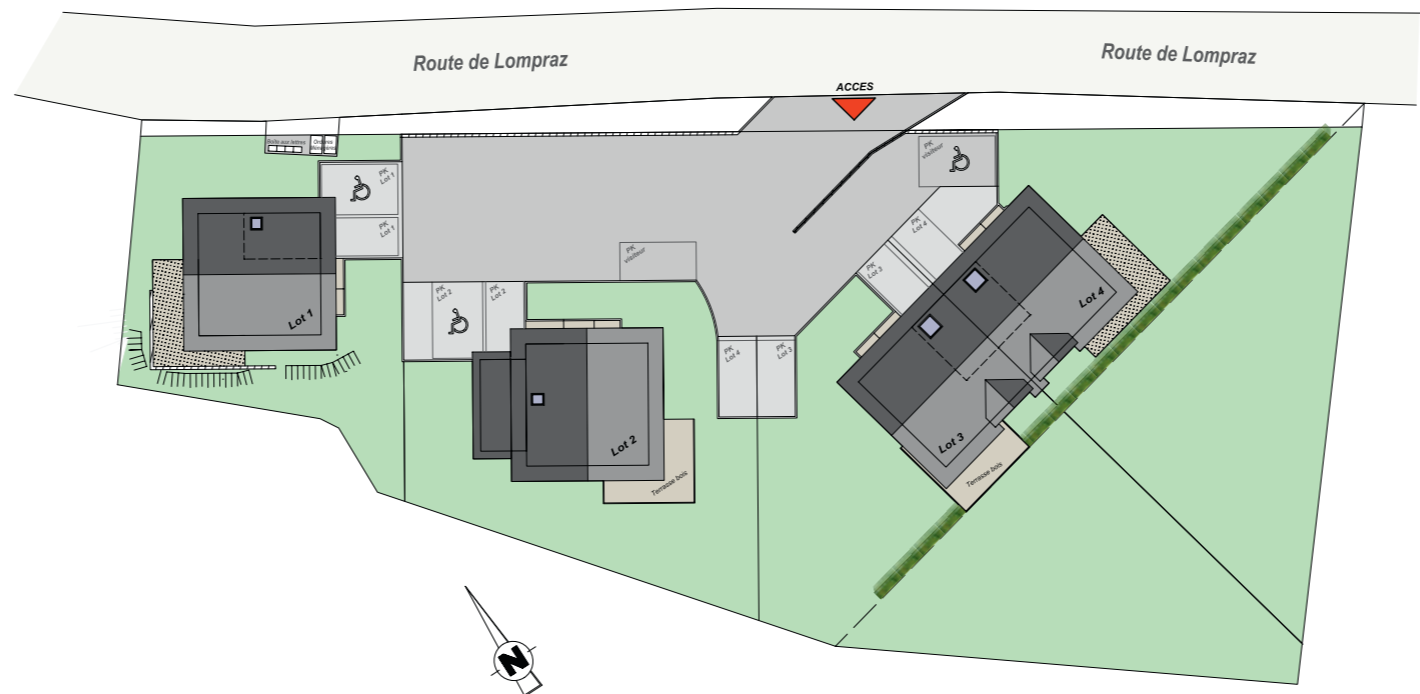 Route de Lompraz
Route de Lompraz
ACCES
Boite aux lettres
Ordures
Ménagères
PK
Lot 1
PK
Lot 1
PK
visiteur
PK
Lot 4
PK
Lot 3
PK
visiteur
PK
Lot 2
PK
Lot 2
Lot 1
Lot 4
PK
Lot 4
PK
Lot 3
Lot 2
Lot 3
Terrasse bois
Terrasse bois
N